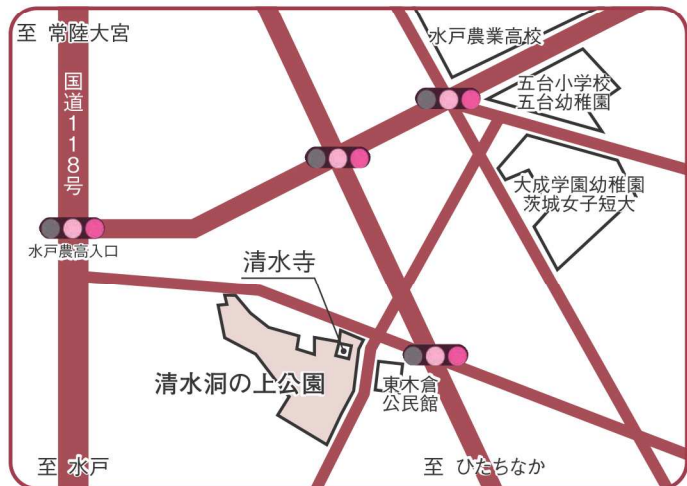 至 常陸大宮
水戸農業高校
国道118号
五台小学校
五台幼稚園
大成学園幼稚園
茨城女子短大
水戸農高入口
清水寺
清水洞の上公園
東木倉
公民館
至 水戸
至 ひたちなか